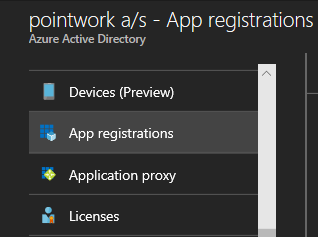 pointwork a/s - App registrations
Azure Active Directory
Devices (Preview)
App registrations
Application proxy
Licenses